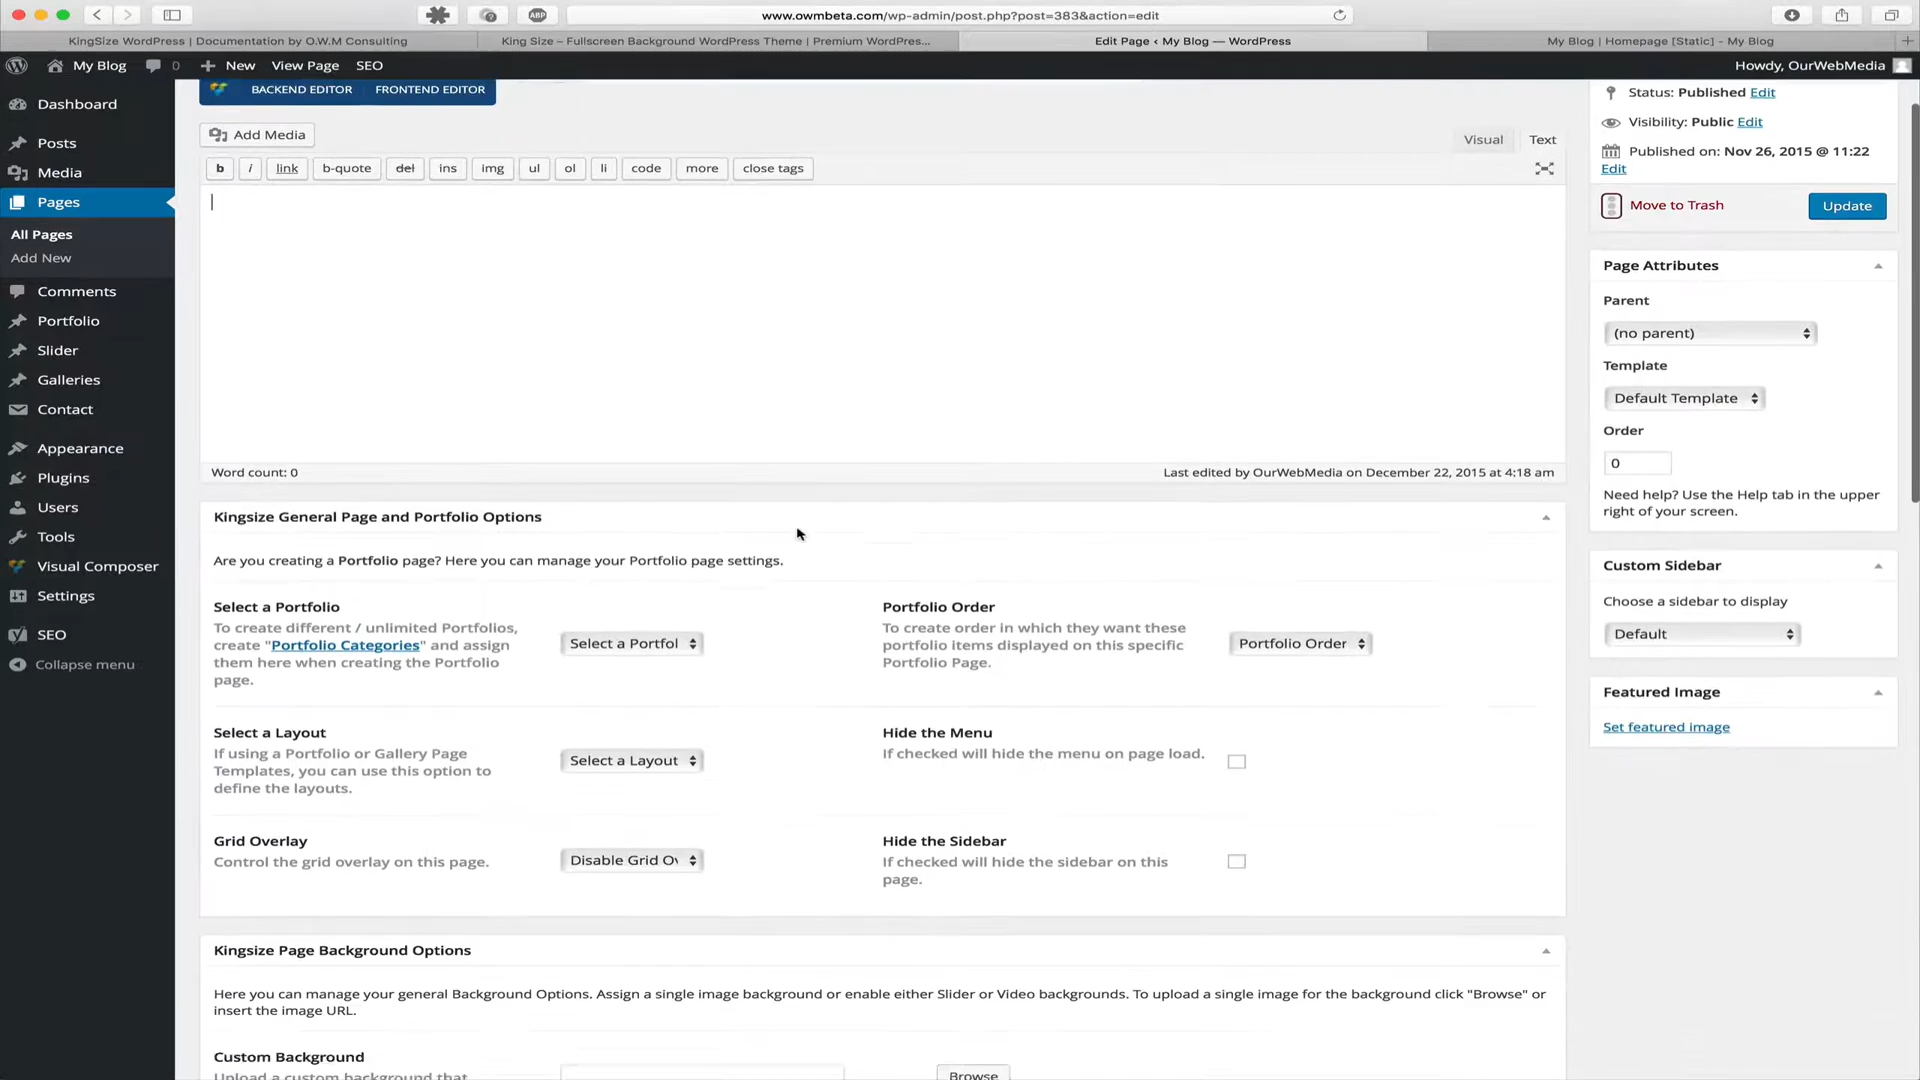 www.owmbeta.com/wp-admin/post.php?post=383&action=edit
KingSize WordPress | Documentation by O.W.M Consulting
King Size – Fullscreen Background WordPress Theme | Premium WordPres...
Edit Page ‹ My Blog — WordPress
My Blog | Homepage [Static] - My Blog
My Blog
0
New
View Page
SEO
Howdy, OurWebMedia
ABP
Dashboard
Posts
Media
Pages
All Pages
Add New
Comments
Portfolio
Slider
Galleries
Contact
Appearance
Plugins
Users
Tools
Visual Composer
Settings
SEO
Collapse menu
BACKEND EDITOR
FRONTEND EDITOR
Add Media
Visual
Text
b
i
link
b-quote
del
ins
img
ul
ol
li
code
more
close tags
Word count: 0
Last edited by OurWebMedia on December 22, 2015 at 4:18 am
Kingsize General Page and Portfolio Options
Are you creating a Portfolio page? Here you can manage your Portfolio page settings.
Select a Portfolio
To create different / unlimited Portfolios,
create "Portfolio Categories" and assign
them here when creating the Portfolio
page.
Select a Portfol
Portfolio Order
To create order in which they want these
portfolio items displayed on this specific
Portfolio Page.
Portfolio Order
Select a Layout
If using a Portfolio or Gallery Page
Templates, you can use this option to
define the layouts.
Select a Layout
Hide the Menu
If checked will hide the menu on page load.
Grid Overlay
Control the grid overlay on this page.
Disable Grid Ov
Hide the Sidebar
If checked will hide the sidebar on this
page.
Kingsize Page Background Options
Here you can manage your general Background Options. Assign a single image background or enable either Slider or Video backgrounds. To upload a single image for the background click "Browse" or
insert the image URL.
Custom Background
Upload a custom background that
Browse
Status: Published Edit
Visibility: Public Edit
Published on: Nov 26, 2015 @ 11:22
Edit
Move to Trash
Update
Page Attributes
Parent
(no parent)
Template
Default Template
Order
0
Need help? Use the Help tab in the upper
right of your screen.
Custom Sidebar
Choose a sidebar to display
Default
Featured Image
Set featured image